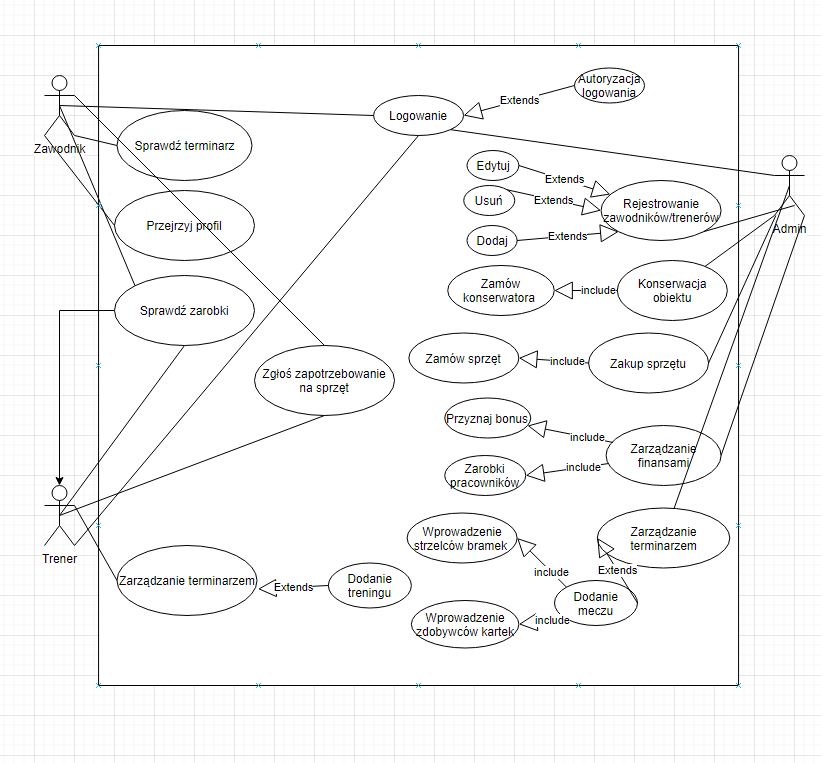 Autoryzacja
logowania
Extends
Logowanie
Zawodnik
Sprawdź terminarz
Edytuj
Extends
Usuń
Extends
Rejestrowanie
zawodników/trenerów
Przejrzyj profil
Dodaj
Extends
Admin
Zamów
konserwatora
include
Konserwacja
obiektu
Sprawdź zarobki
Zamów sprzęt
include
Zakup sprzętu
Zgłoś zapotrzebowanie
na sprzęt
Przyznaj bonus
include
Zarządzanie
finansami
Zarobki
pracowników
include
Wprowadzenie
strzelców bramek
Zarządzanie
terminarzem
Trener
include
Extends
Zarządzanie terminarzem
Extends
Dodanie
treningu
Dodanie
meczu
Wprowadzenie
zdobywców kartek
include